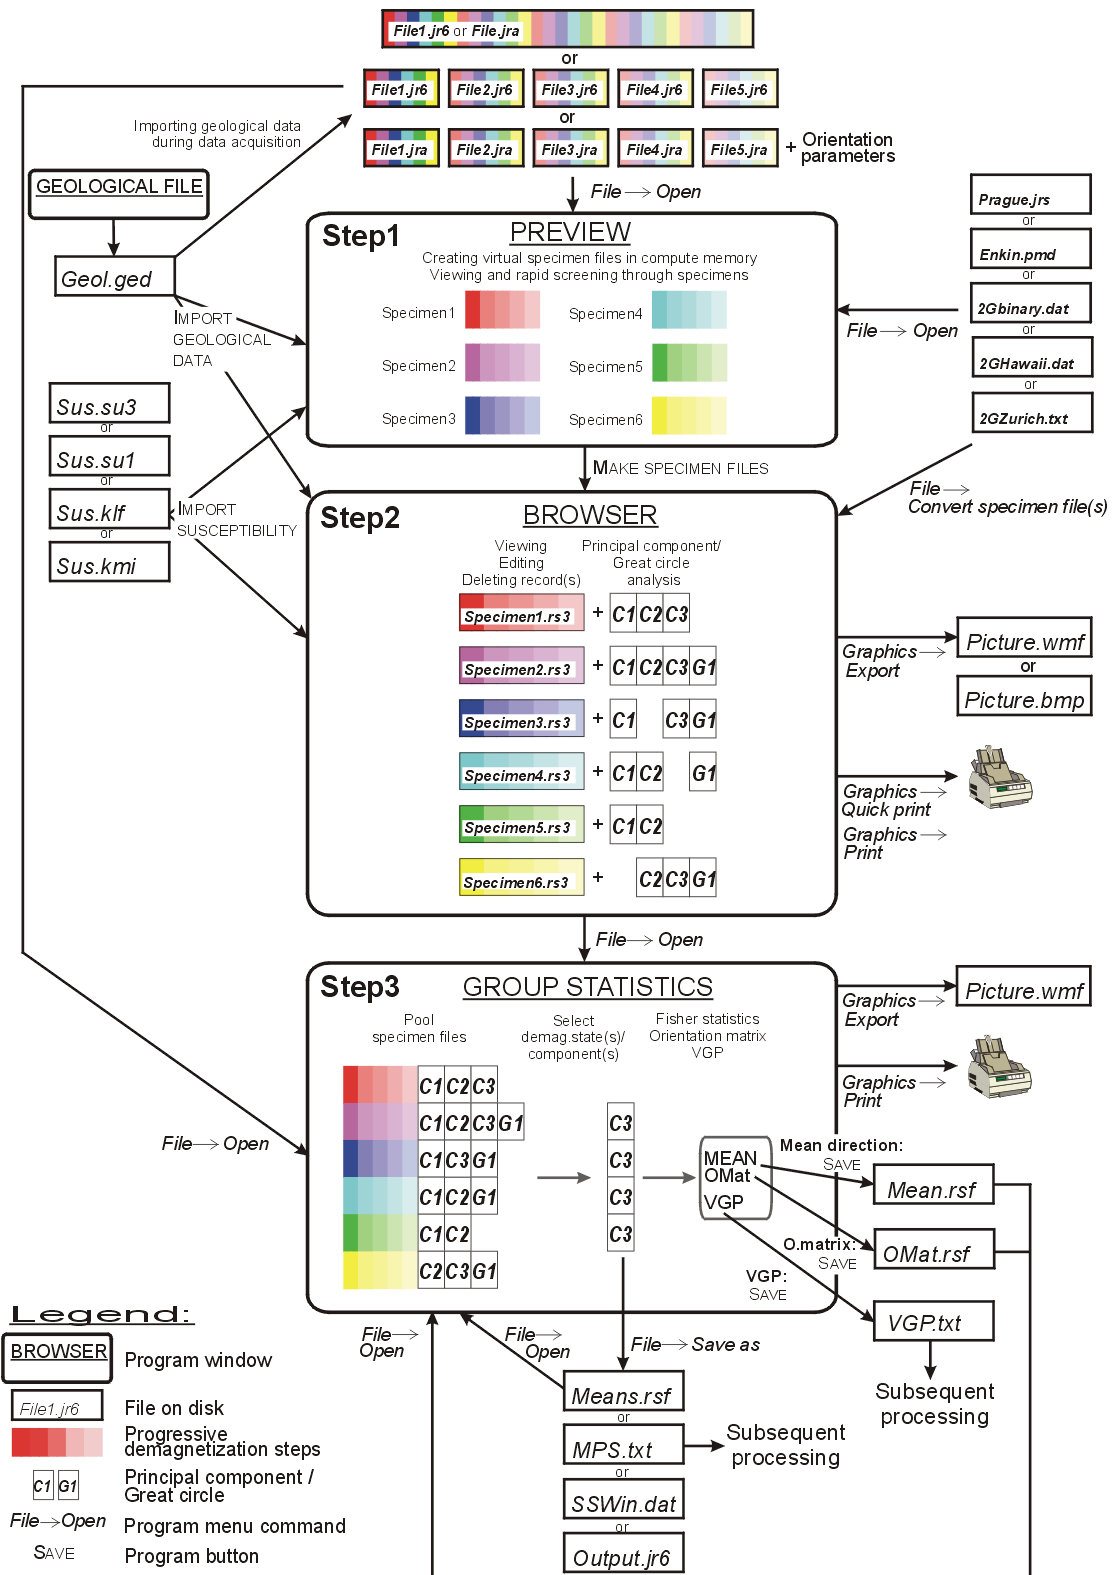 File1.jr6 or File.jra
or
File1.jr6 File2.jr6 File3.jr6 File4.jr6 File5.jr6
or
File1.jra File2.jra File3.jra File4.jra File5.jra
+ Orientation
parameters
Importing geological data
during data acquisition
File → Open
GEOLOGICAL FILE
Geol.ged
IMPORT
GEOLOGICAL
DATA
Step1 PREVIEW
Creating virtual specimen files in compute memory
Viewing and rapid screening through specimens
Specimen1 Specimen4
Specimen2 Specimen5
Specimen3 Specimen6
Prague.jrs
or
Enkin.pmd
or
2Gbinary.dat
or
2GHawaii.dat
or
2GZurich.txt
File → Open
File →
Convert specimen file(s)
Sus.su3
or
Sus.su1
or
Sus.klf
or
Sus.kmi
IMPORT
SUSCEPTIBILITY
MAKE SPECIMEN FILES
Step2 BROWSER
Viewing
Editing
Deleting record(s)
Principal component/
Great circle
analysis
Specimen1.rs3 + C1 C2 C3
Specimen2.rs3 + C1 C2 C3 G1
Specimen3.rs3 + C1 C3 G1
Specimen4.rs3 + C1 C2 G1
Specimen5.rs3 + C1 C2
Specimen6.rs3 + C2 C3 G1
Graphics →
Export
Picture.wmf
or
Picture.bmp
Graphics →
Quick print
Graphics →
Print
File → Open
Step3 GROUP STATISTICS
Pool
specimen files
Select
demag.state(s)/
component(s)
Fisher statistics
Orientation matrix
VGP
C1 C2 C3
C1 C2 C3 G1
C1 C3 G1
C1 C2 G1
C1 C2
C2 C3 G1
C3
C3
C3
C3
MEAN
OMat
VGP
Graphics →
Export
Picture.wmf
Graphics →
Print
File → Open
Mean direction:
SAVE
Mean.rsf
O.matrix:
SAVE
OMat.rsf
VGP:
SAVE
VGP.txt
Subsequent
processing
File →
Open
File →
Open
File → Save as
Means.rsf
or
MPS.txt
or
SSWin.dat
or
Output.jr6
Subsequent
processing
Legend:
BROWSER Program window
File1.jr6 File on disk
Progressive
demagnetization steps
C1 G1 Principal component /
Great circle
File → Open Program menu command
SAVE Program button